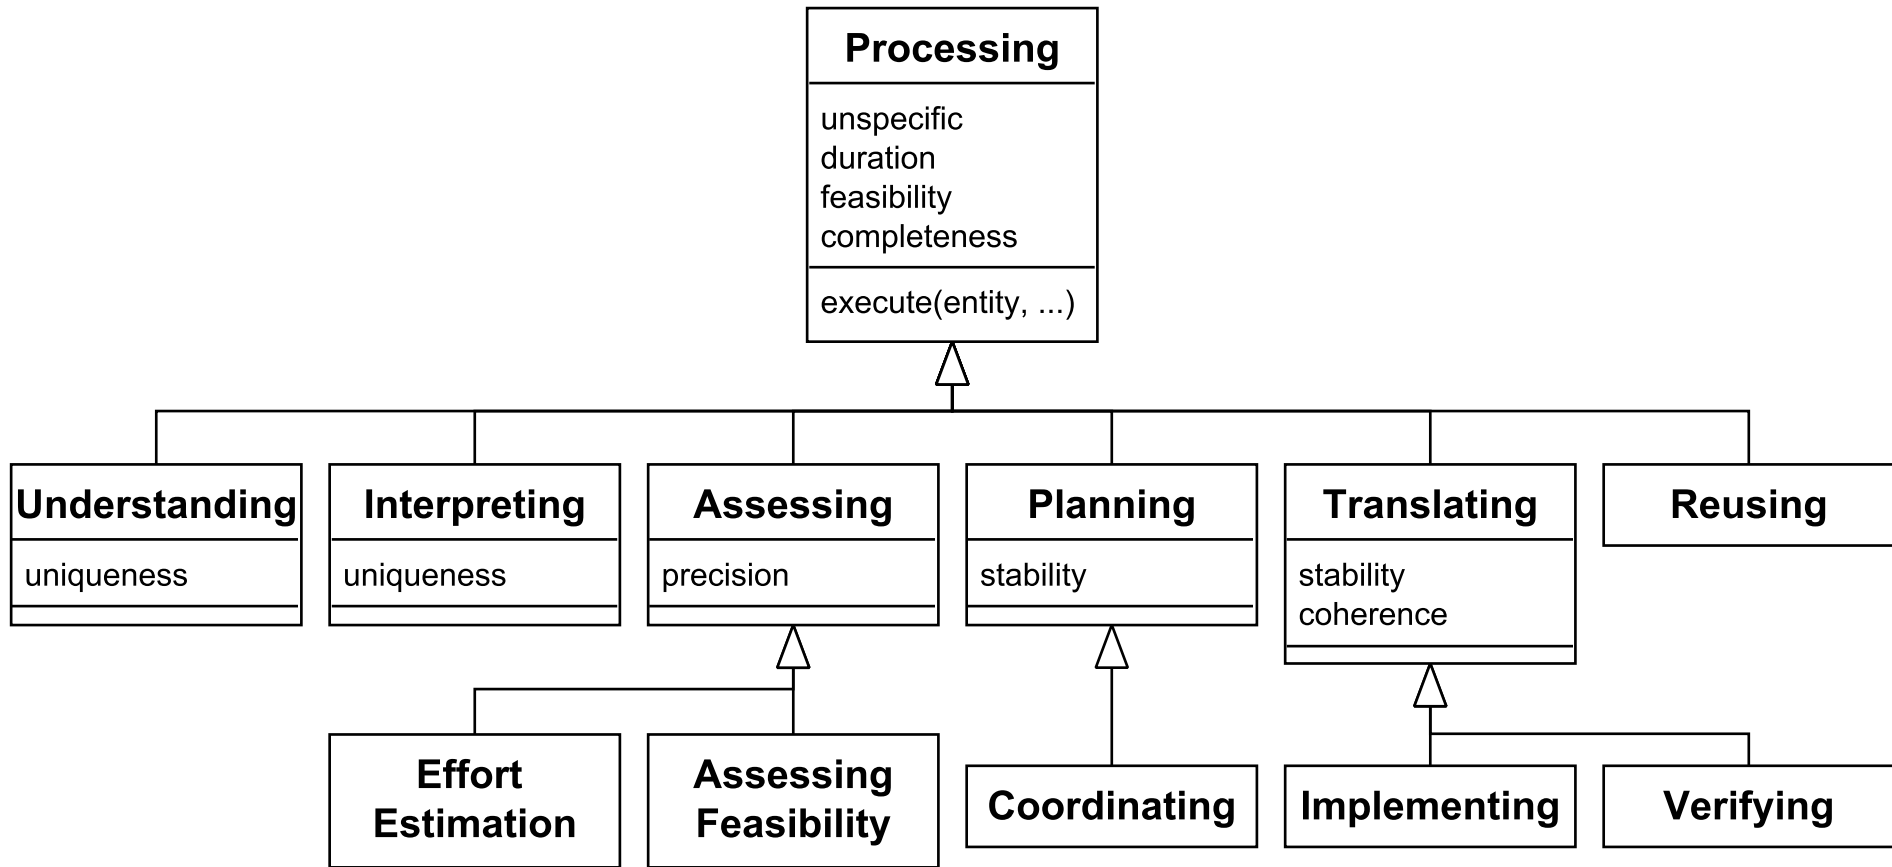 Processing
unspecific
duration
feasibility
completeness
execute(entity, ...)
Understanding
uniqueness
Interpreting
uniqueness
Assessing
precision
Planning
stability
Translating
stability
coherence
Reusing
Effort
Estimation
Assessing
Feasibility
Coordinating
Implementing
Verifying